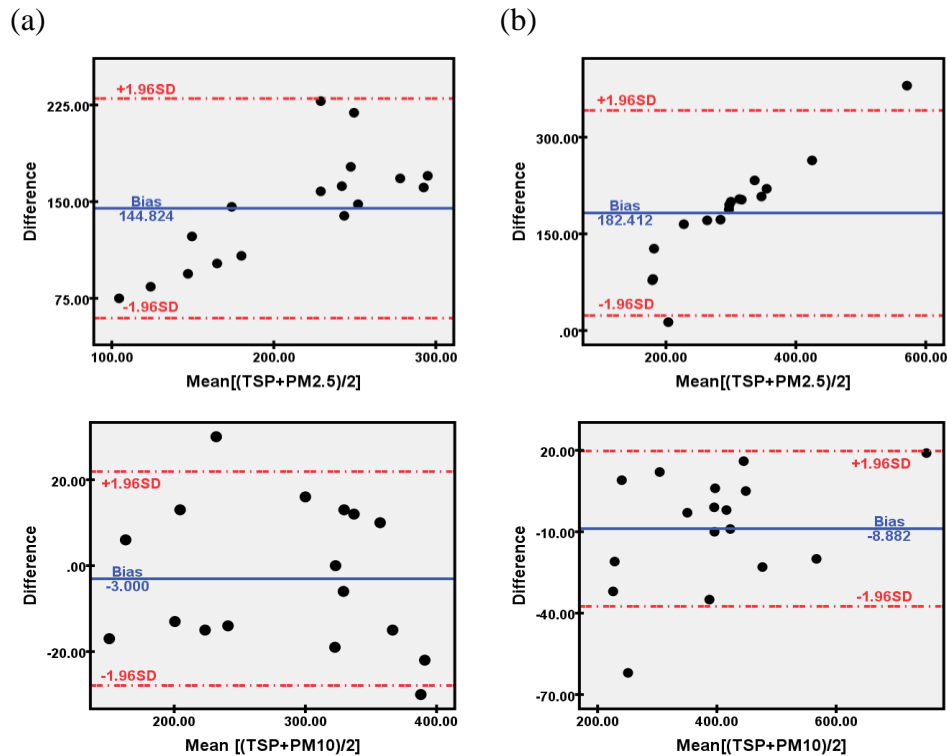 (a)
(b)
+1.96SD
225.00
150.00
Bias
144.824
75.00
-1.96SD
100.00
200.00
300.00
Difference
Mean[(TSP+PM2.5)/2]
+1.96SD
300.00
150.00
Bias
182.412
-1.96SD
.00
200.00
400.00
600.00
Difference
Mean[(TSP+PM2.5)/2]
20.00
+1.96SD
.00
Bias
-3.000
-20.00
-1.96SD
200.00
300.00
400.00
Difference
Mean [(TSP+PM10)/2]
20.00
+1.96SD
-10.00
Bias
-8.882
-40.00
-1.96SD
-70.00
200.00
400.00
600.00
Difference
Mean[(TSP+PM10)/2]